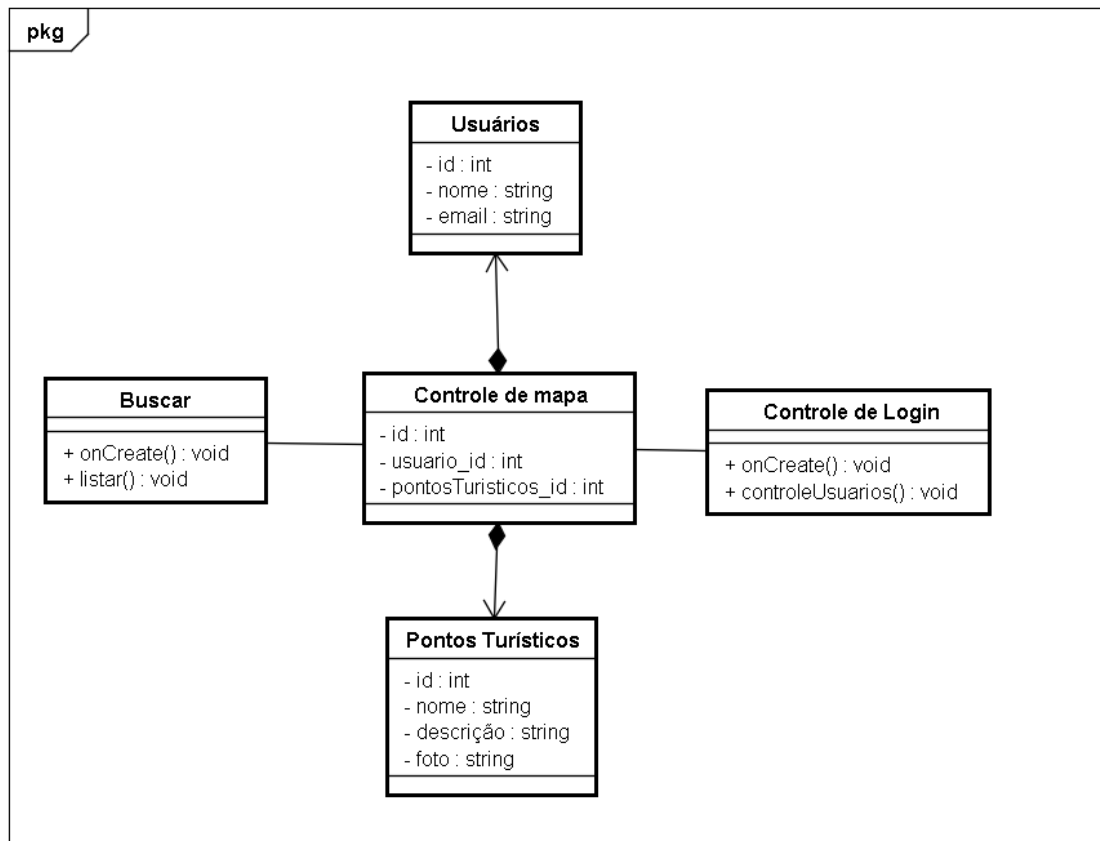 pkg
Usuários
- id : int
- nome : string
- email : string
Buscar
+ onCreate() : void
+ listar() : void
Controle de mapa
- id : int
- usuario_id : int
- pontosTuristicos_id : int
Controle de Login
+ onCreate() : void
+ controleUsuarios() : void
Pontos Turísticos
- id : int
- nome : string
- descrição : string
- foto : string